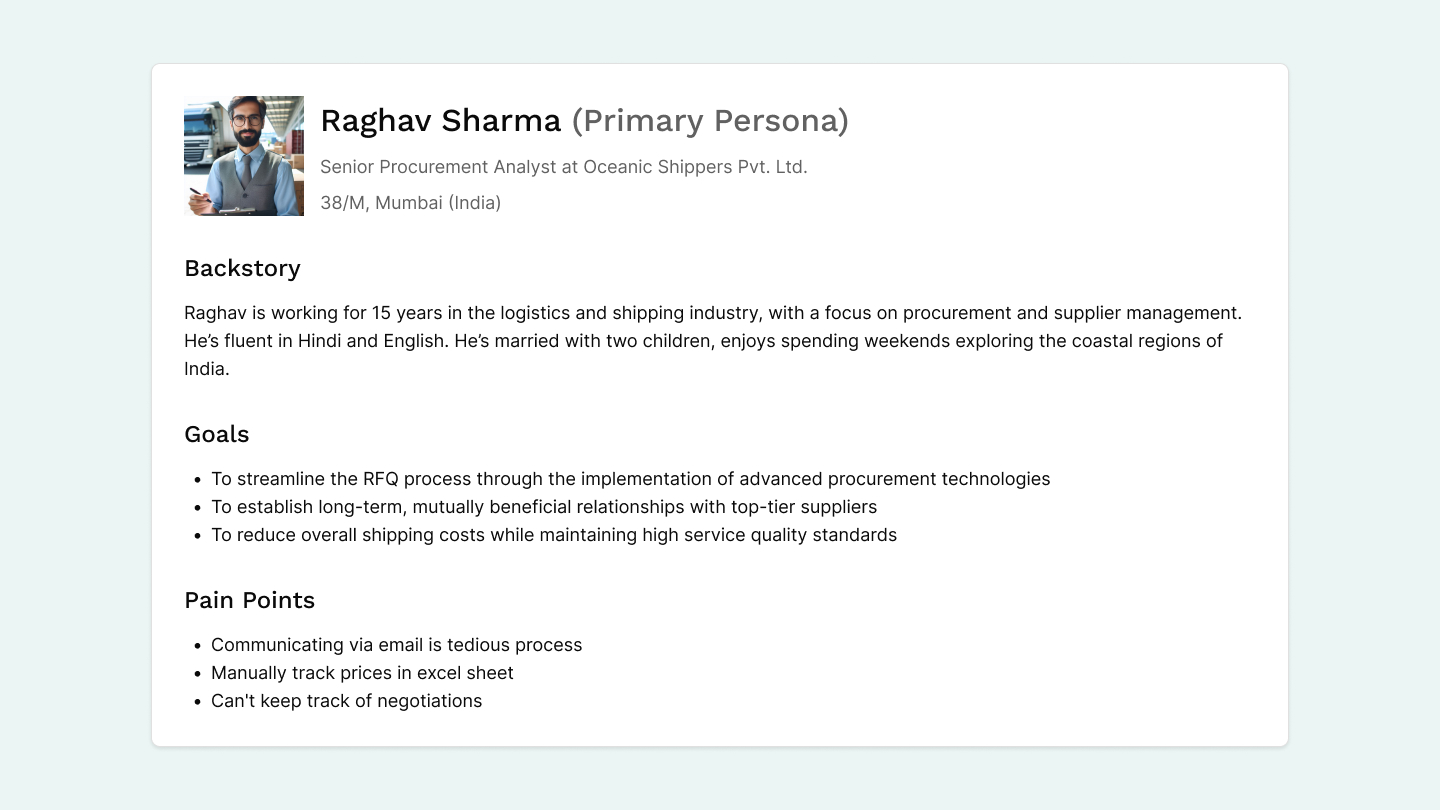 Raghav Sharma (Primary Persona)
Senior Procurement Analyst at Oceanic Shippers Pvt. Ltd.
38/M, Mumbai (India)
Backstory
Raghav is working for 15 years in the logistics and shipping industry, with a focus on procurement and supplier management.
He’s fluent in Hindi and English. He’s married with two children, enjoys spending weekends exploring the coastal regions of
India.
Goals
• To streamline the RFQ process through the implementation of advanced procurement technologies
• To establish long-term, mutually beneficial relationships with top-tier suppliers
• To reduce overall shipping costs while maintaining high service quality standards
Pain Points
• Communicating via email is tedious process
• Manually track prices in excel sheet
• Can't keep track of negotiations